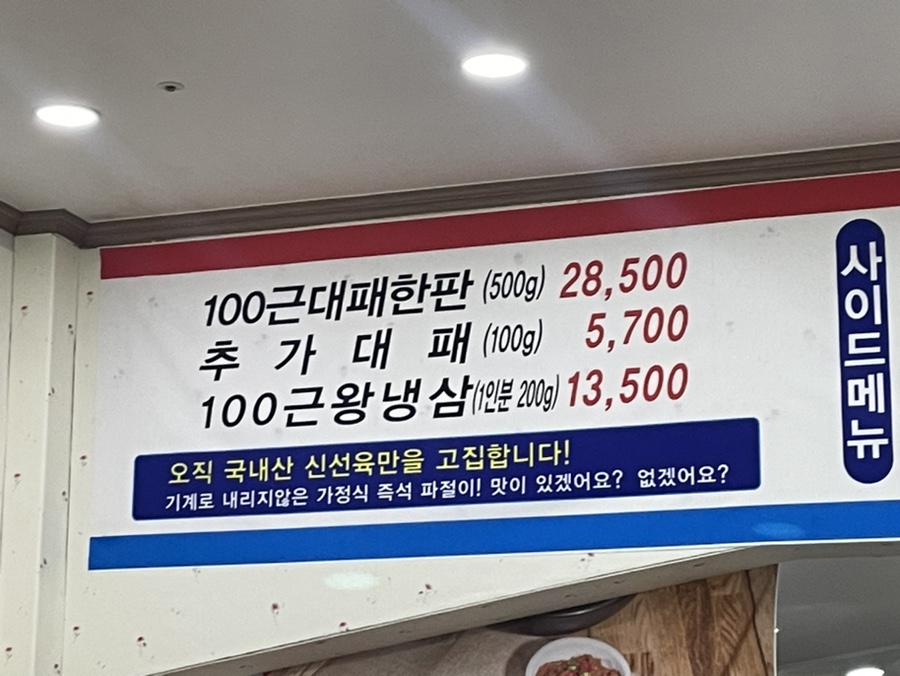 100근대패한판 (500g) 28,500
추 가 대 패 (100g) 5,700
100근왕냉삼(1인분 200g) 13,500
오직 국내산 신선육만을 고집합니다!
기계로 내리지않은 가정식 즉석 파절이! 맛이 있겠어요? 없겠어요?
사이드메뉴